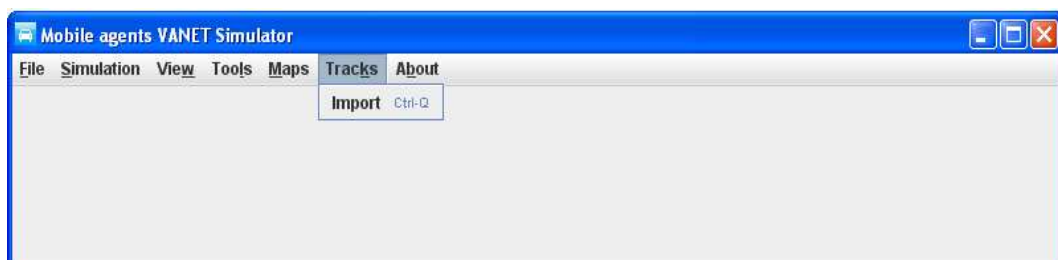 Mobile agents VANET Simulator
File Simulation View Tools Maps Tracks About
Import Ctrl-Q